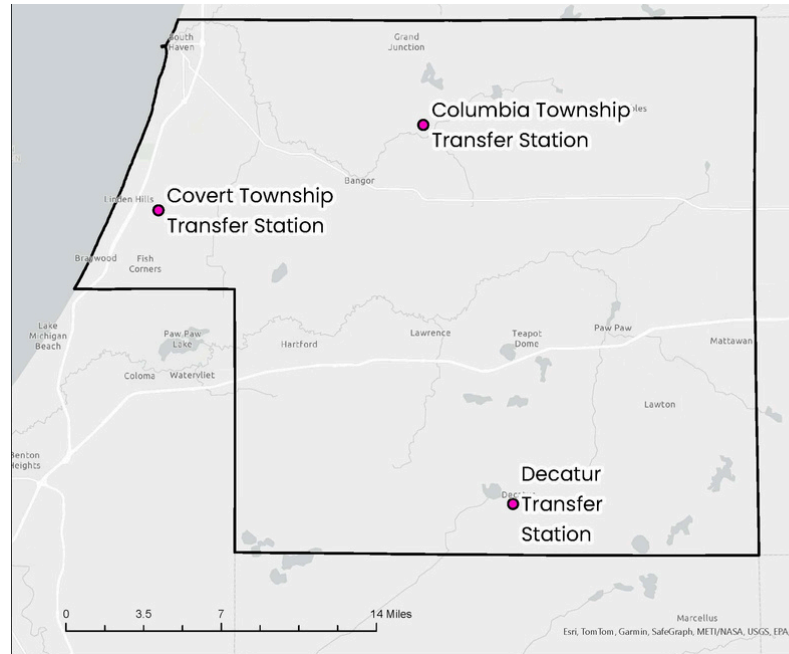 South
Haven
Grand
Junction
Columbia Township
Transfer Station
Bangor
Covert Township
Transfer Station
Linden Hills
Fish
Corners
Lake
Michigan
Beach
Paw Paw
Lake
Hartford
Lawrence
Teapot
Dome
Paw Paw
Mattawan
Coloma
Watervliet
Lawton
Decatur
Transfer
Station
Heights
0
3.5
7
14 Miles
Marcellus
Esri, TomTom, Garmin, SafeGraph, METI/NASA, USGS, EPA